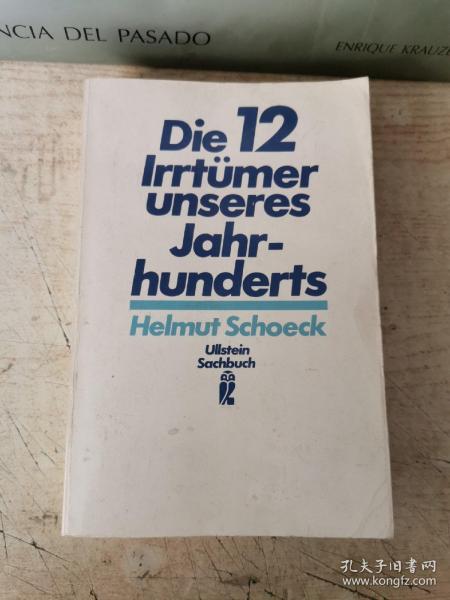 NCIA DEL PASADO
ENRIQUE KRAUZE
Die 12
Irrtümer
unseres
Jahr-
hunderts
Helmut Schoeck
Ullstein
Sachbuch
孔夫子旧书网
www.kongfz.com